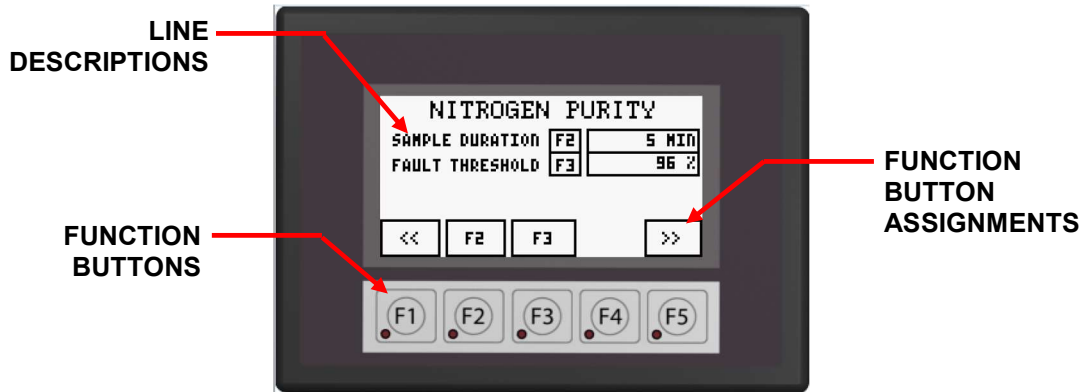 LINE
DESCRIPTIONS
NITROGEN PURITY
SAMPLE DURATION F2 5 MIN
FAULT THRESHOLD F3 96 %
<< F2 F3 >>
FUNCTION
BUTTON
ASSIGNMENTS
FUNCTION
BUTTONS
F1 F2 F3 F4 F5